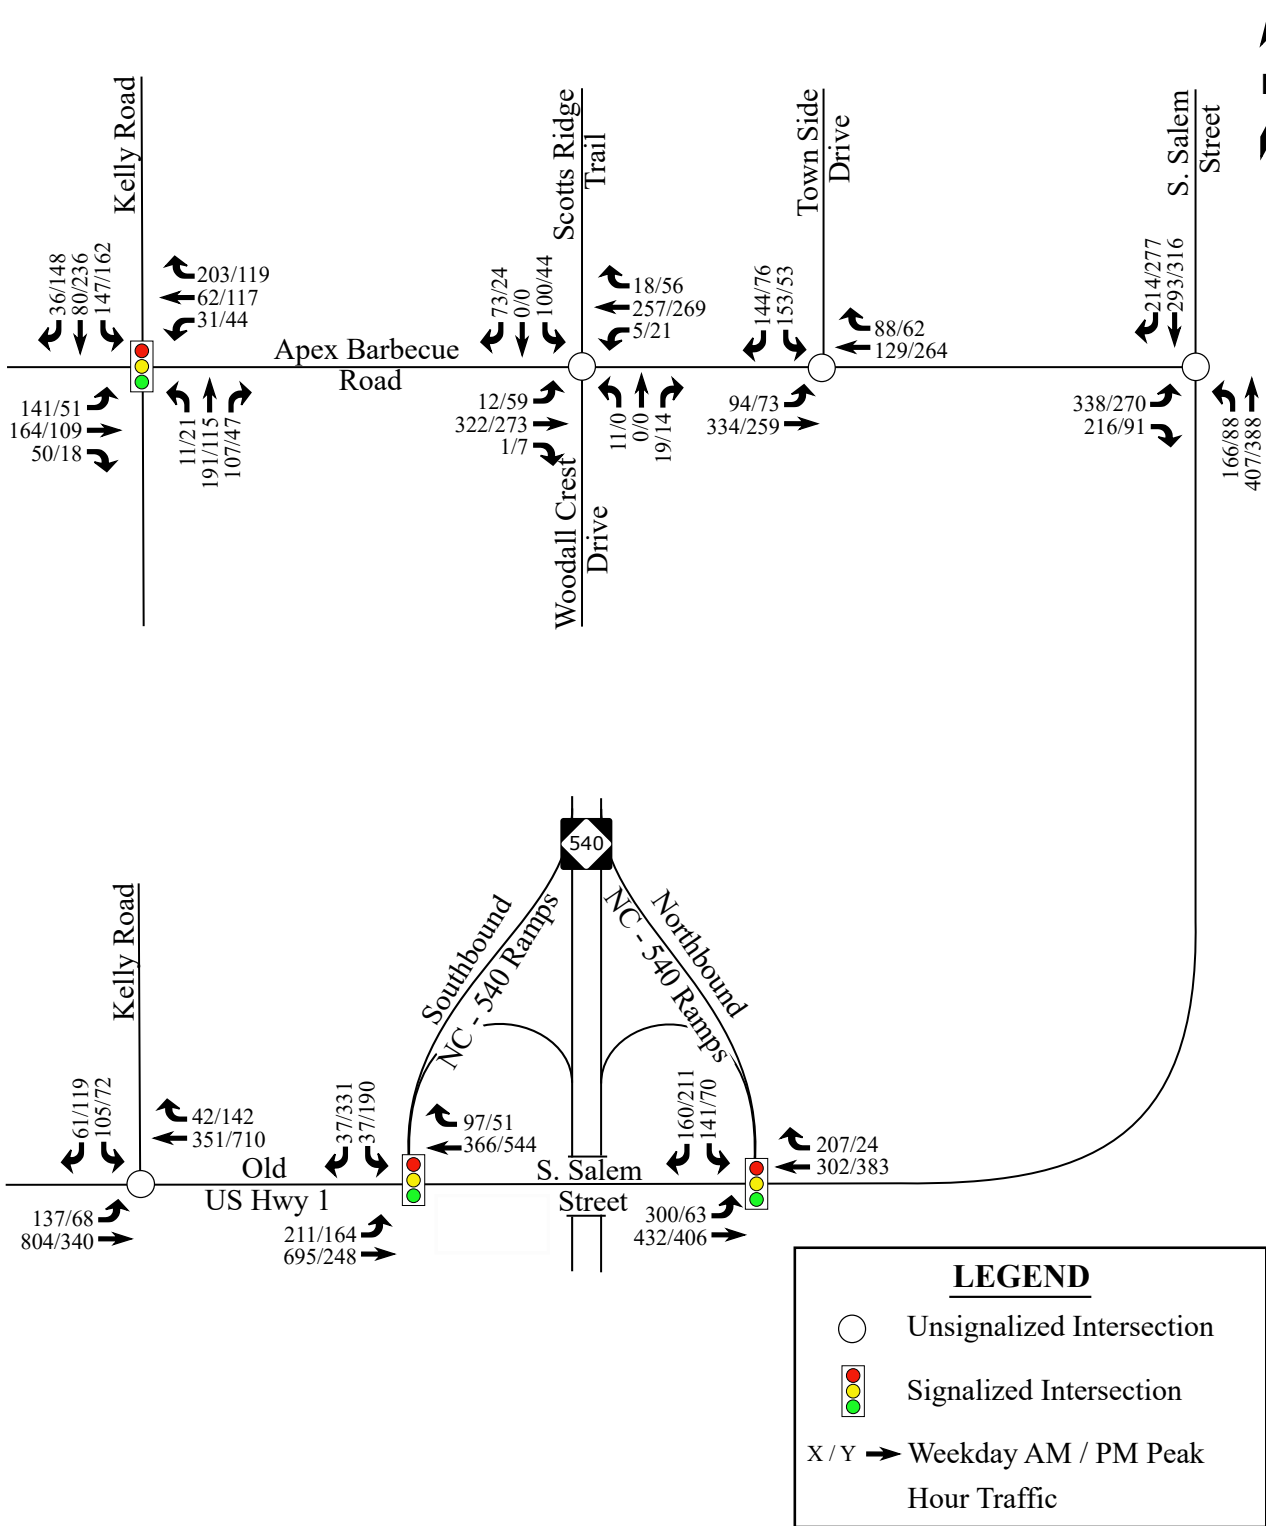 Kelly Road
Scotts Ridge
Trail
Town Side
Drive
S. Salem
Street
36/148
80/236
147/162
203/119
62/117
31/44
73/24
0/0
100/44
18/56
257/269
5/21
144/76
153/53
88/62
129/264
214/277
293/316
Apex Barbecue
Road
141/51
164/109
50/18
11/21
191/115
107/47
12/59
322/273
1/7
11/0
0/0
19/14
94/73
334/259
338/270
216/91
166/88
407/388
Woodall Crest
Drive
540
Southbound
NC - 540 Ramps
Northbound
NC - 540 Ramps
Kelly Road
61/119
105/72
42/142
351/710
37/331
37/190
97/51
366/544
160/211
141/70
207/24
302/383
Old
US Hwy 1
S. Salem
Street
137/68
804/340
211/164
695/248
300/63
432/406
LEGEND
Unsignalized Intersection
Signalized Intersection
X / Y Weekday AM / PM Peak
Hour Traffic